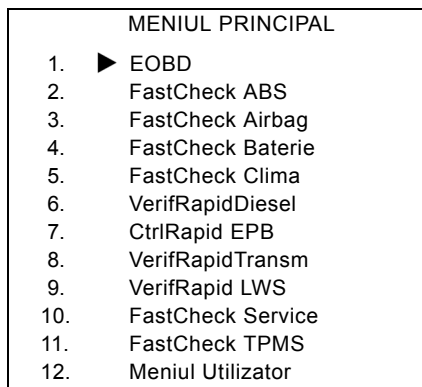 MENIUL PRINCIPAL
1. ▶ EOBD
2. FastCheck ABS
3. FastCheck Airbag
4. FastCheck Baterie
5. FastCheck Clima
6. VerifRapidDiesel
7. CtrlRapid EPB
8. VerifRapidTransm
9. VerifRapid LWS
10. FastCheck Service
11. FastCheck TPMS
12. Meniul Utilizator